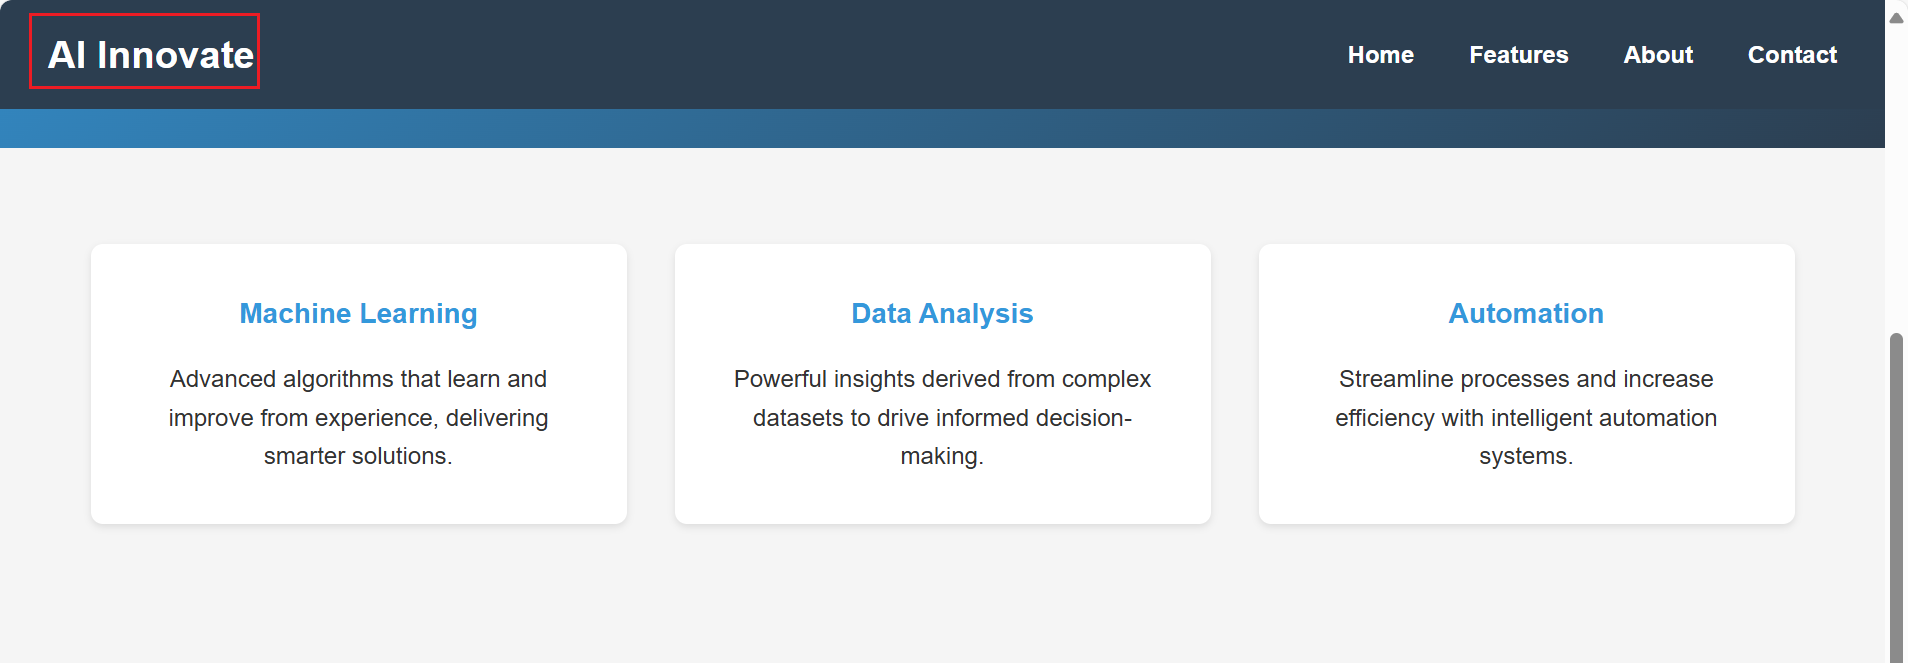 AI Innovate
Home Features About Contact
Machine Learning
Advanced algorithms that learn and
improve from experience, delivering
smarter solutions.
Data Analysis
Powerful insights derived from complex
datasets to drive informed decision-
making.
Automation
Streamline processes and increase
efficiency with intelligent automation
systems.